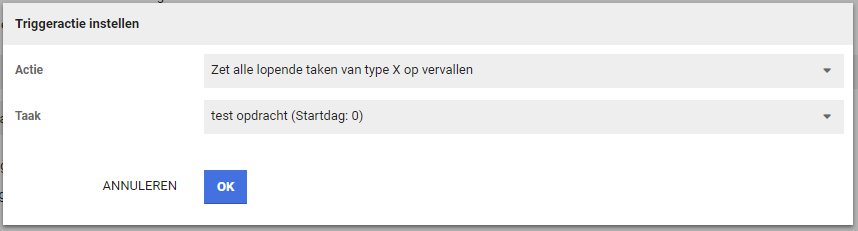 Triggeractie instellen
Actie
Zet alle lopende taken van type X op vervallen
Taak
test opdracht (Startdag: 0)
ANNULEREN
OK